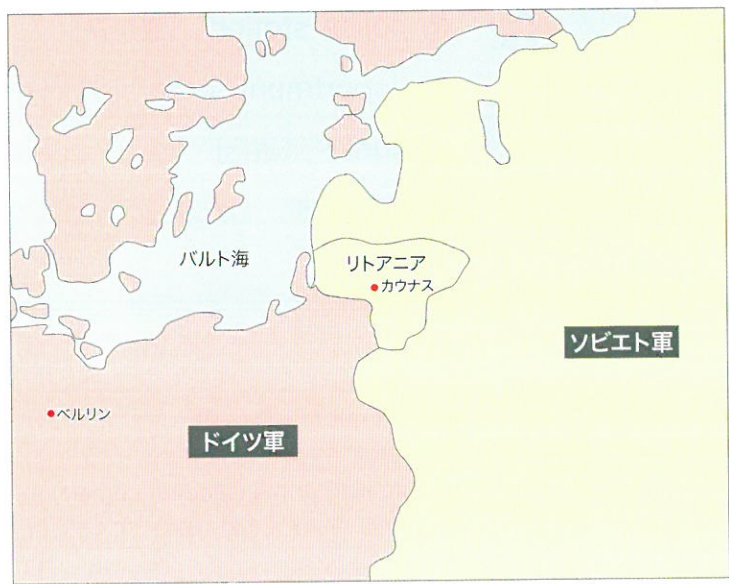 バルト海
リトアニア
カウナス
ソビエト軍
ベルリン
ドイツ軍